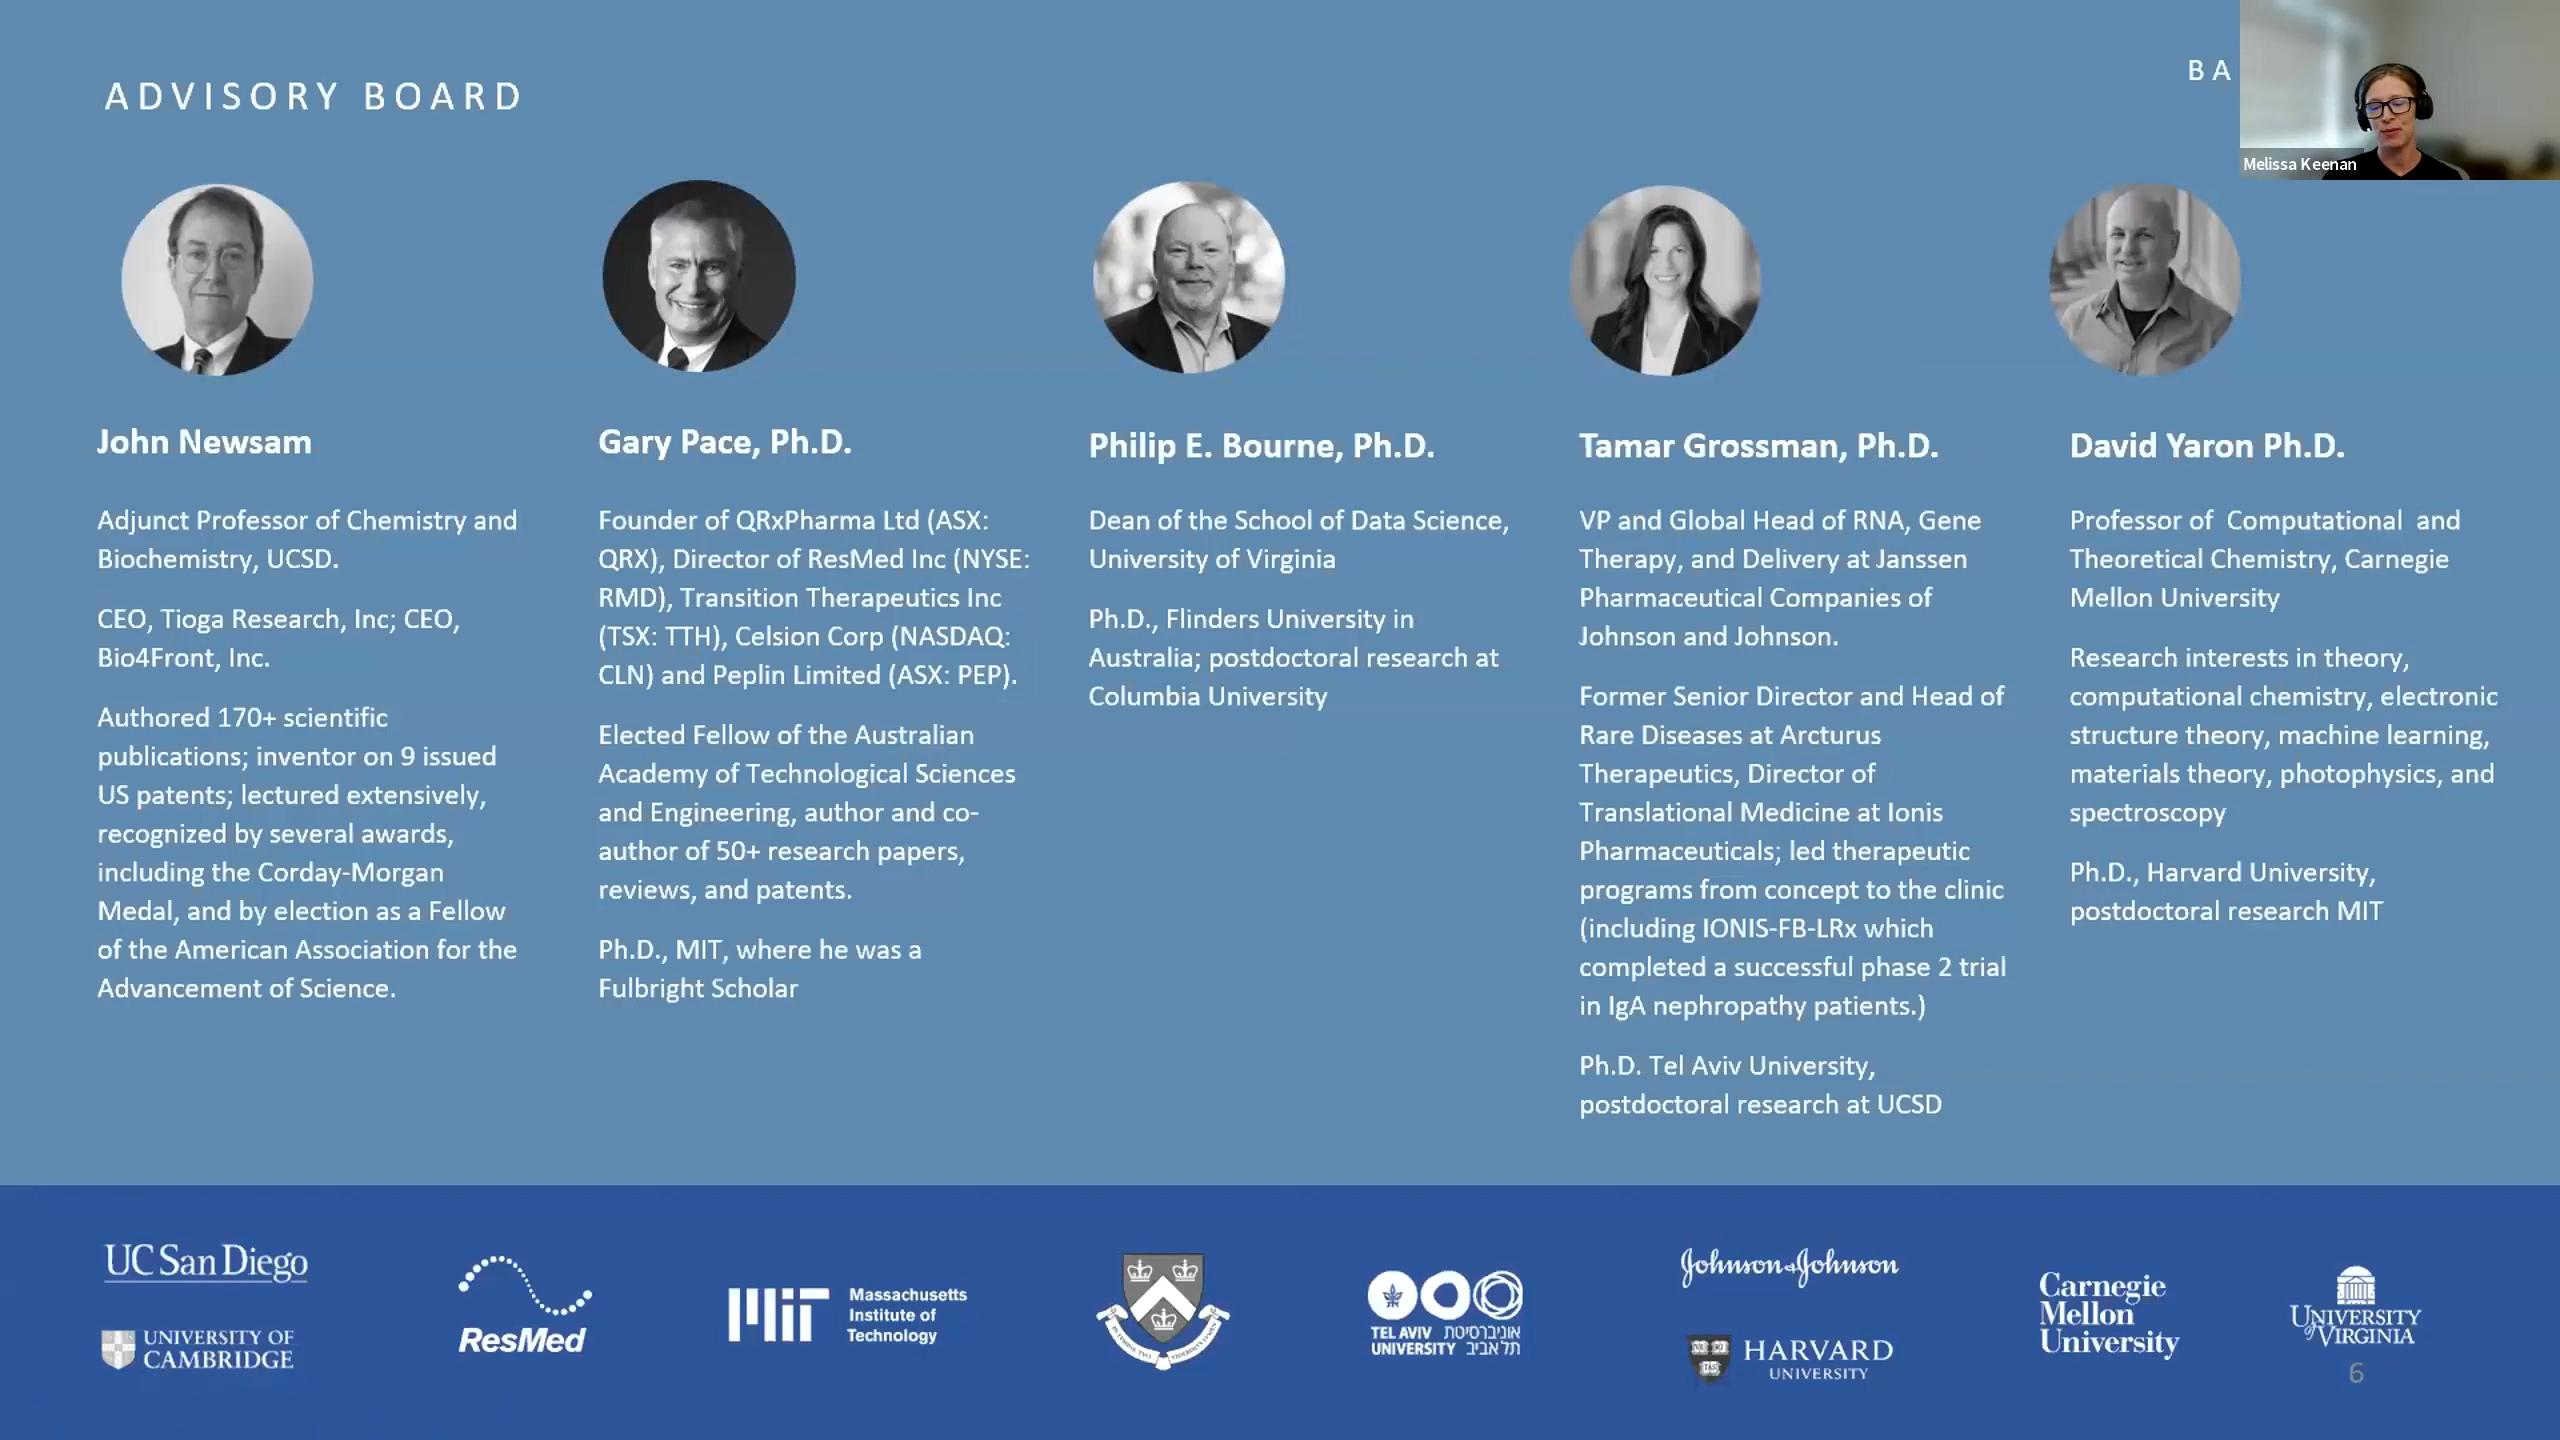 ADVISORY BOARD
BA
Melissa Keenan
John Newsam
Adjunct Professor of Chemistry and
Biochemistry, UCSD.
CEO, Tioga Research, Inc; CEO,
Bio4Front, Inc.
Authored 170+ scientific
publications; inventor on 9 issued
US patents; lectured extensively,
recognized by several awards,
including the Corday-Morgan
Medal, and by election as a Fellow
of the American Association for the
Advancement of Science.
Gary Pace, Ph.D.
Founder of QRxPharma Ltd (ASX:
QRX), Director of ResMed Inc (NYSE:
RMD), Transition Therapeutics Inc
(TSX: TTH), Celsion Corp (NASDAQ:
CLN) and Peplin Limited (ASX: PEP).
Elected Fellow of the Australian
Academy of Technological Sciences
and Engineering, author and co-
author of 50+ research papers,
reviews, and patents.
Ph.D., MIT, where he was a
Fulbright Scholar
Philip E. Bourne, Ph.D.
Dean of the School of Data Science,
University of Virginia
Ph.D., Flinders University in
Australia; postdoctoral research at
Columbia University
Tamar Grossman, Ph.D.
VP and Global Head of RNA, Gene
Therapy, and Delivery at Janssen
Pharmaceutical Companies of
Johnson and Johnson.
Former Senior Director and Head of
Rare Diseases at Arcturus
Therapeutics, Director of
Translational Medicine at Ionis
Pharmaceuticals; led therapeutic
programs from concept to the clinic
(including IONIS-FB-LRx which
completed a successful phase 2 trial
in IgA nephropathy patients.)
Ph.D. Tel Aviv University,
postdoctoral research at UCSD
David Yaron Ph.D.
Professor of Computational and
Theoretical Chemistry, Carnegie
Mellon University
Research interests in theory,
computational chemistry, electronic
structure theory, machine learning,
materials theory, photophysics, and
spectroscopy
Ph.D., Harvard University,
postdoctoral research MIT
UC San Diego
UNIVERSITY OF
CAMBRIDGE
ResMed
MIT
Massachusetts
Institute of
Technology
TEL AVIV אוניברסיטת
UNIVERSITY תל אביב
Johnson & Johnson
HARVARD
UNIVERSITY
Carnegie
Mellon
University
UNIVERSITY
of VIRGINIA
6